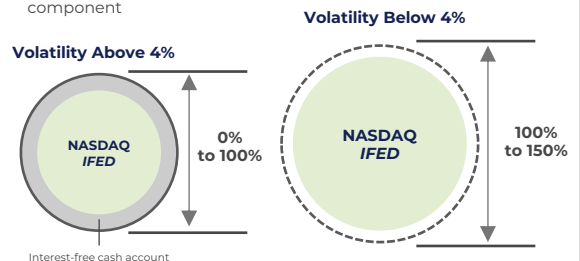 component
Volatility Above 4%
NASDAQ
IFED
0%
to 100%
Interest-free cash account
Volatility Below 4%
NASDAQ
IFED
100%
to 150%